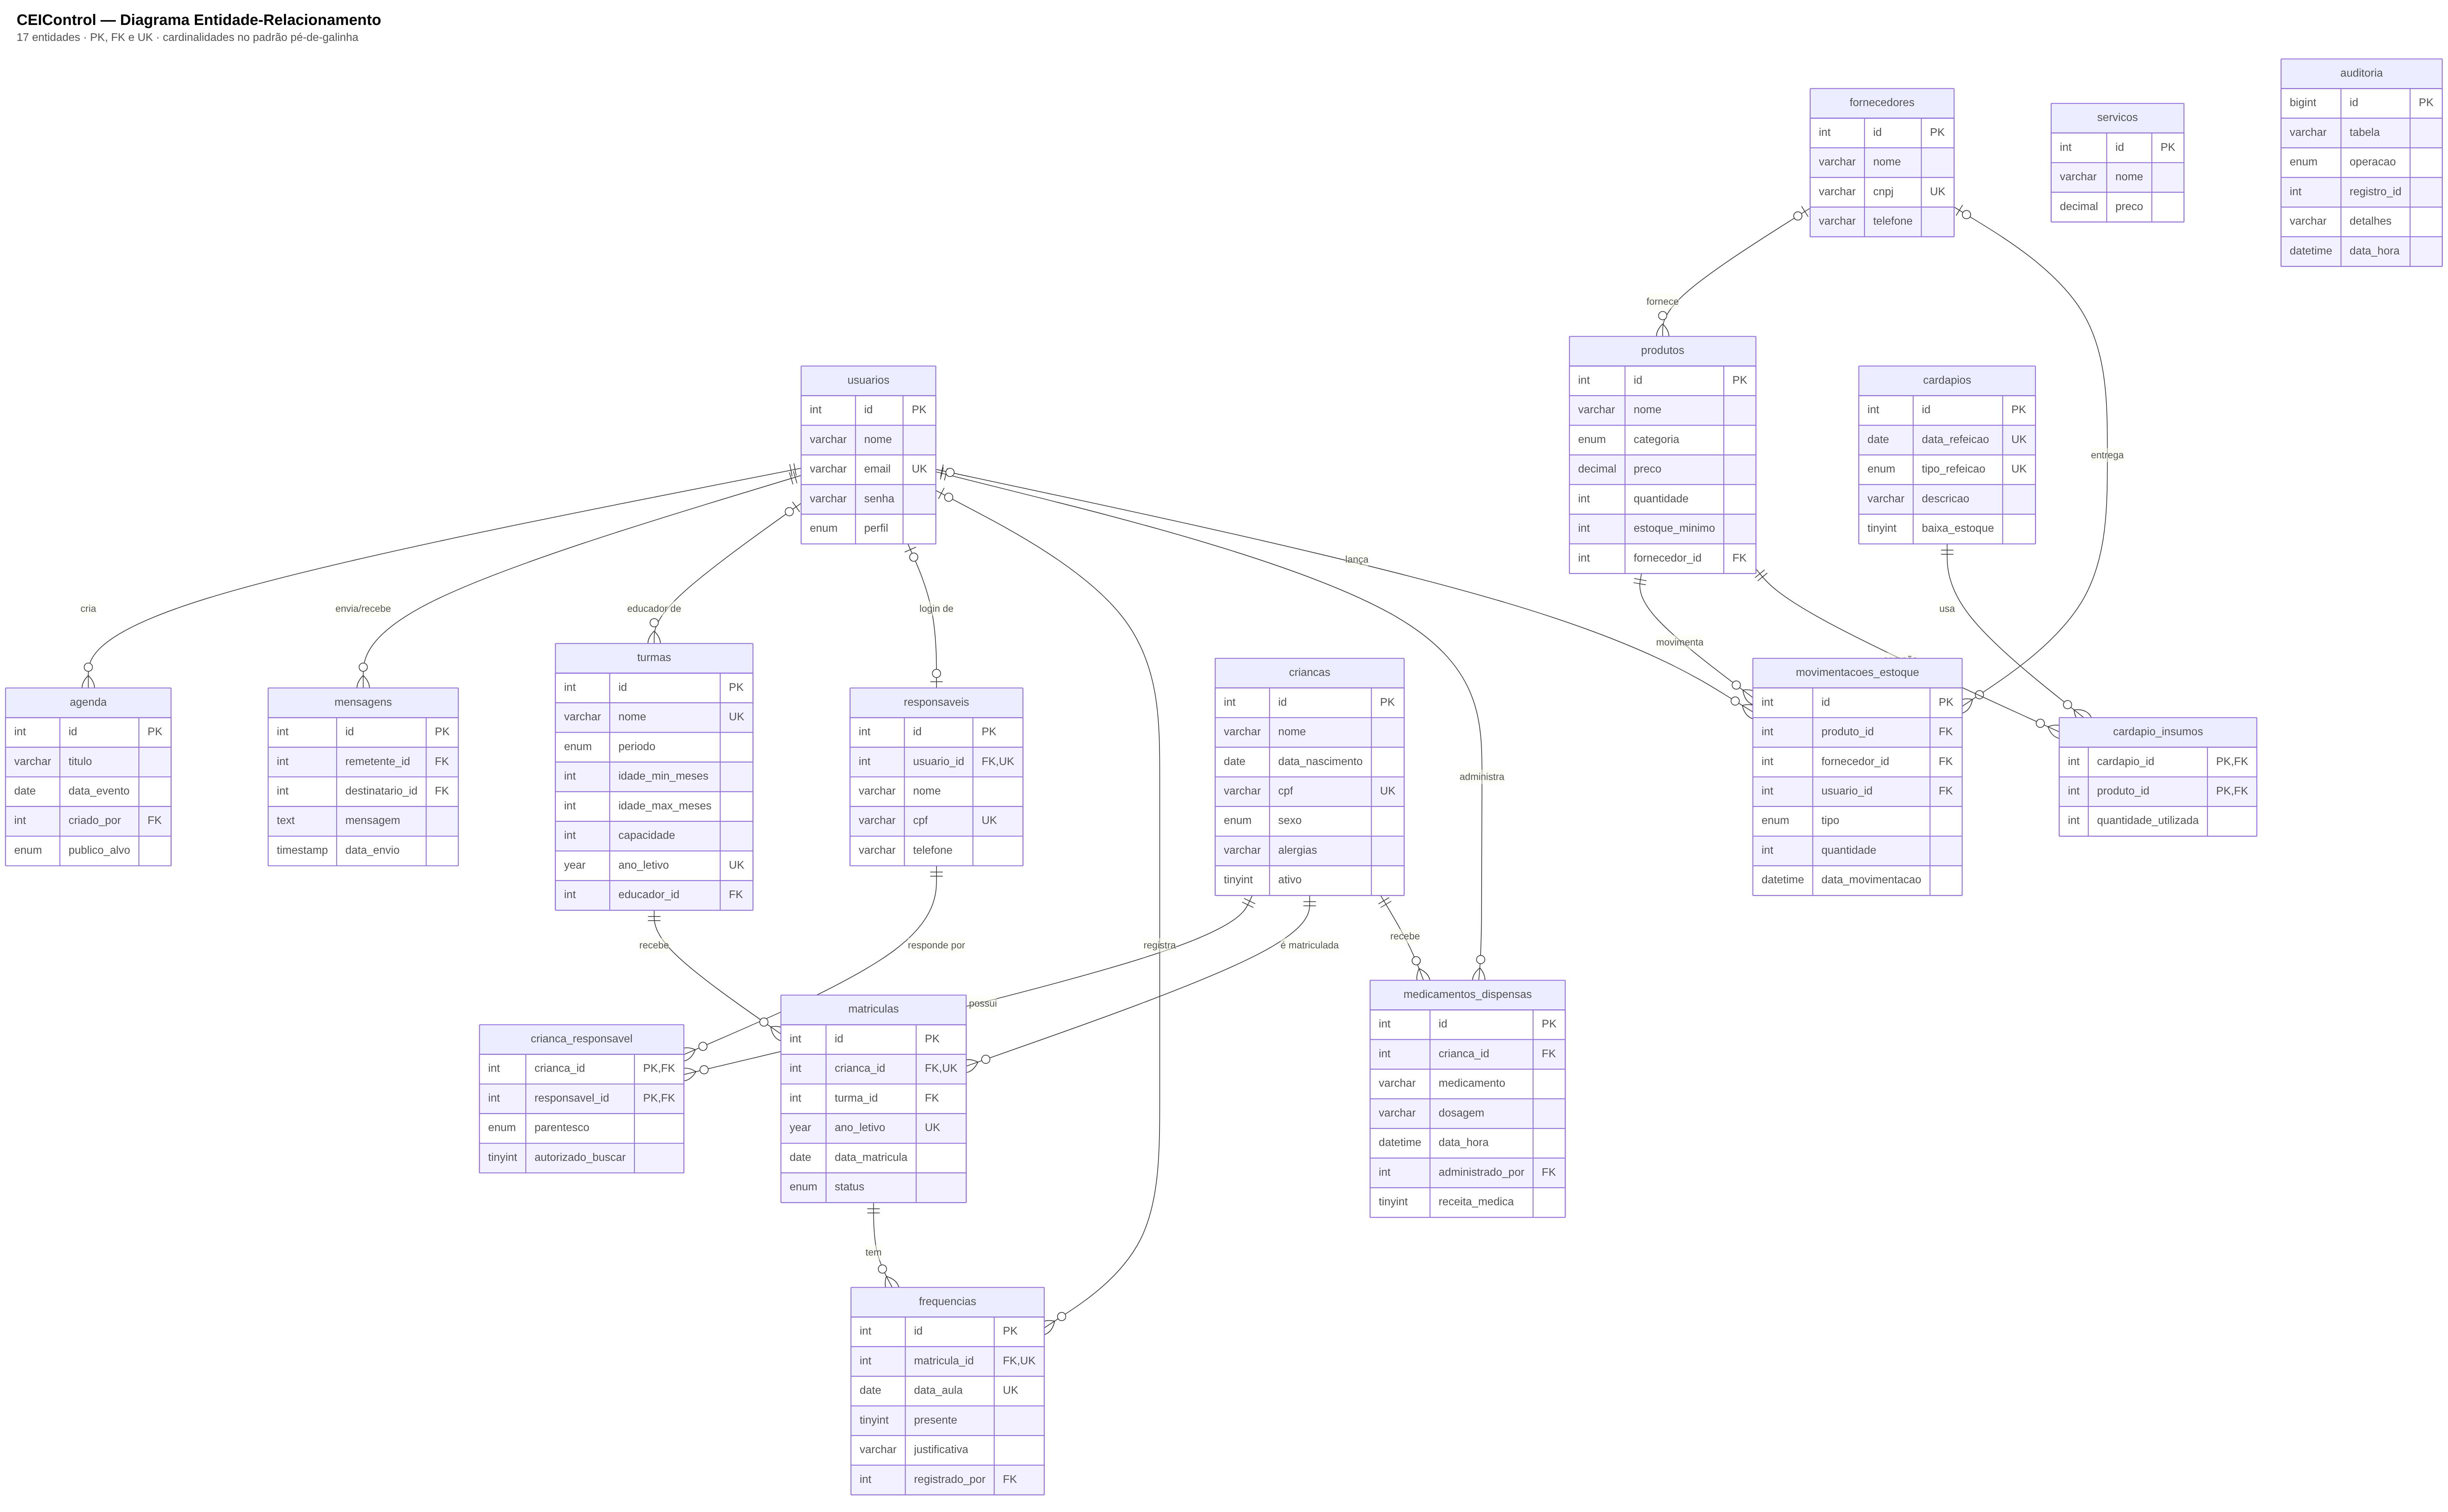 CEIControl — Diagrama Entidade-Relacionamento
17 entidades · PK, FK e UK · cardinalidades no padrão pé-de-galinha
auditoria
bigint id PK
varchar tabela
enum operacao
int registro_id
varchar detalhes
datetime data_hora
fornecedores
int id PK
varchar nome
varchar cnpj UK
varchar telefone
servicos
int id PK
varchar nome
decimal preco
fornece
entrega
produtos
int id PK
varchar nome
enum categoria
decimal preco
int quantidade
int estoque_minimo
int fornecedor_id FK
cardapios
int id PK
date data_refeicao UK
enum tipo_refeicao UK
varchar descricao
tinyint baixa_estoque
usuarios
int id PK
varchar nome
varchar email UK
varchar senha
enum perfil
cria
envia/recebe
educador de
login de
lança
administra
movimenta
usa
agenda
int id PK
varchar titulo
date data_evento
int criado_por FK
enum publico_alvo
mensagens
int id PK
int remetente_id FK
int destinatario_id FK
text mensagem
timestamp data_envio
turmas
int id PK
varchar nome UK
enum periodo
int idade_min_meses
int idade_max_meses
int capacidade
year ano_letivo UK
int educador_id FK
responsaveis
int id PK
int usuario_id FK,UK
varchar nome
varchar cpf UK
varchar telefone
criancas
int id PK
varchar nome
date data_nascimento
varchar cpf UK
enum sexo
varchar alergias
tinyint ativo
movimentacoes_estoque
int id PK
int produto_id FK
int fornecedor_id FK
int usuario_id FK
enum tipo
int quantidade
datetime data_movimentacao
cardapio_insumos
int cardapio_id PK,FK
int produto_id PK,FK
int quantidade_utilizada
recebe
responde por
registra
é matriculada
recebe
possui
crianca_responsavel
int crianca_id PK,FK
int responsavel_id PK,FK
enum parentesco
tinyint autorizado_buscar
matriculas
int id PK
int crianca_id FK,UK
int turma_id FK
year ano_letivo UK
date data_matricula
enum status
medicamentos_dispensas
int id PK
int crianca_id FK
varchar medicamento
varchar dosagem
datetime data_hora
int administrado_por FK
tinyint receita_medica
tem
frequencias
int id PK
int matricula_id FK,UK
date data_aula UK
tinyint presente
varchar justificativa
int registrado_por FK